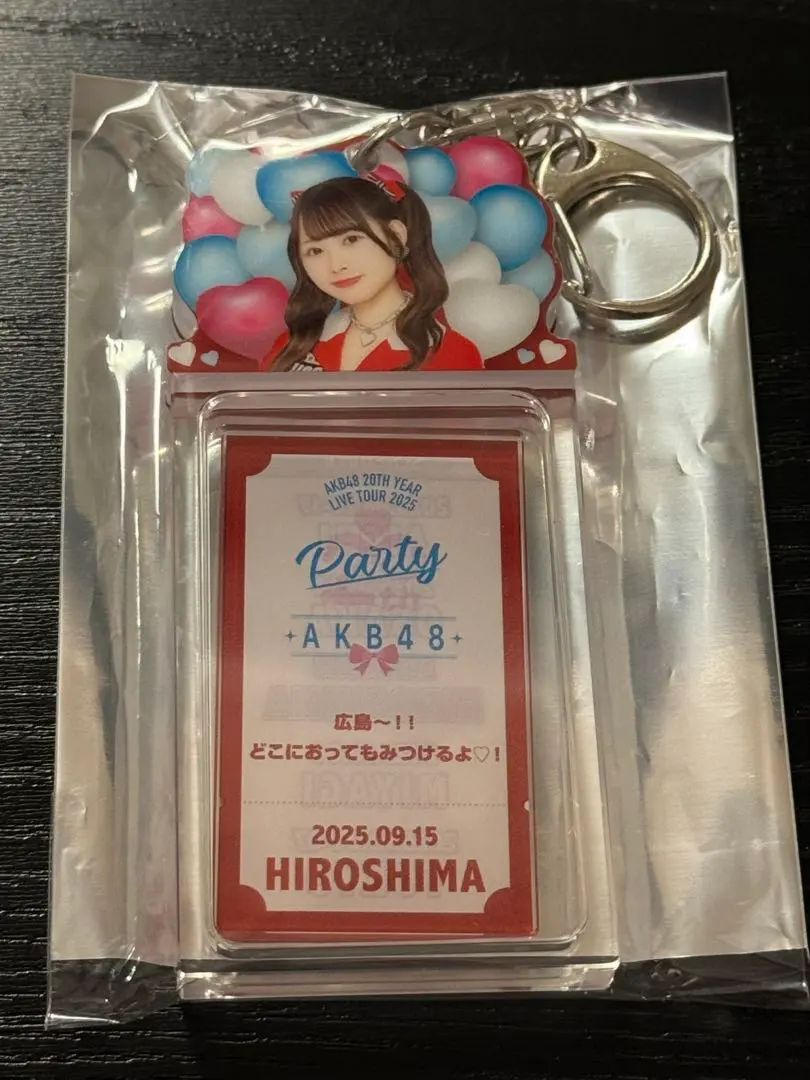 AKB48 20TH YEAR
LIVE TOUR 2025
Party
AKB48
広島～!!
どこにおってもみつけるよ♡!
2025.09.15
HIROSHIMA